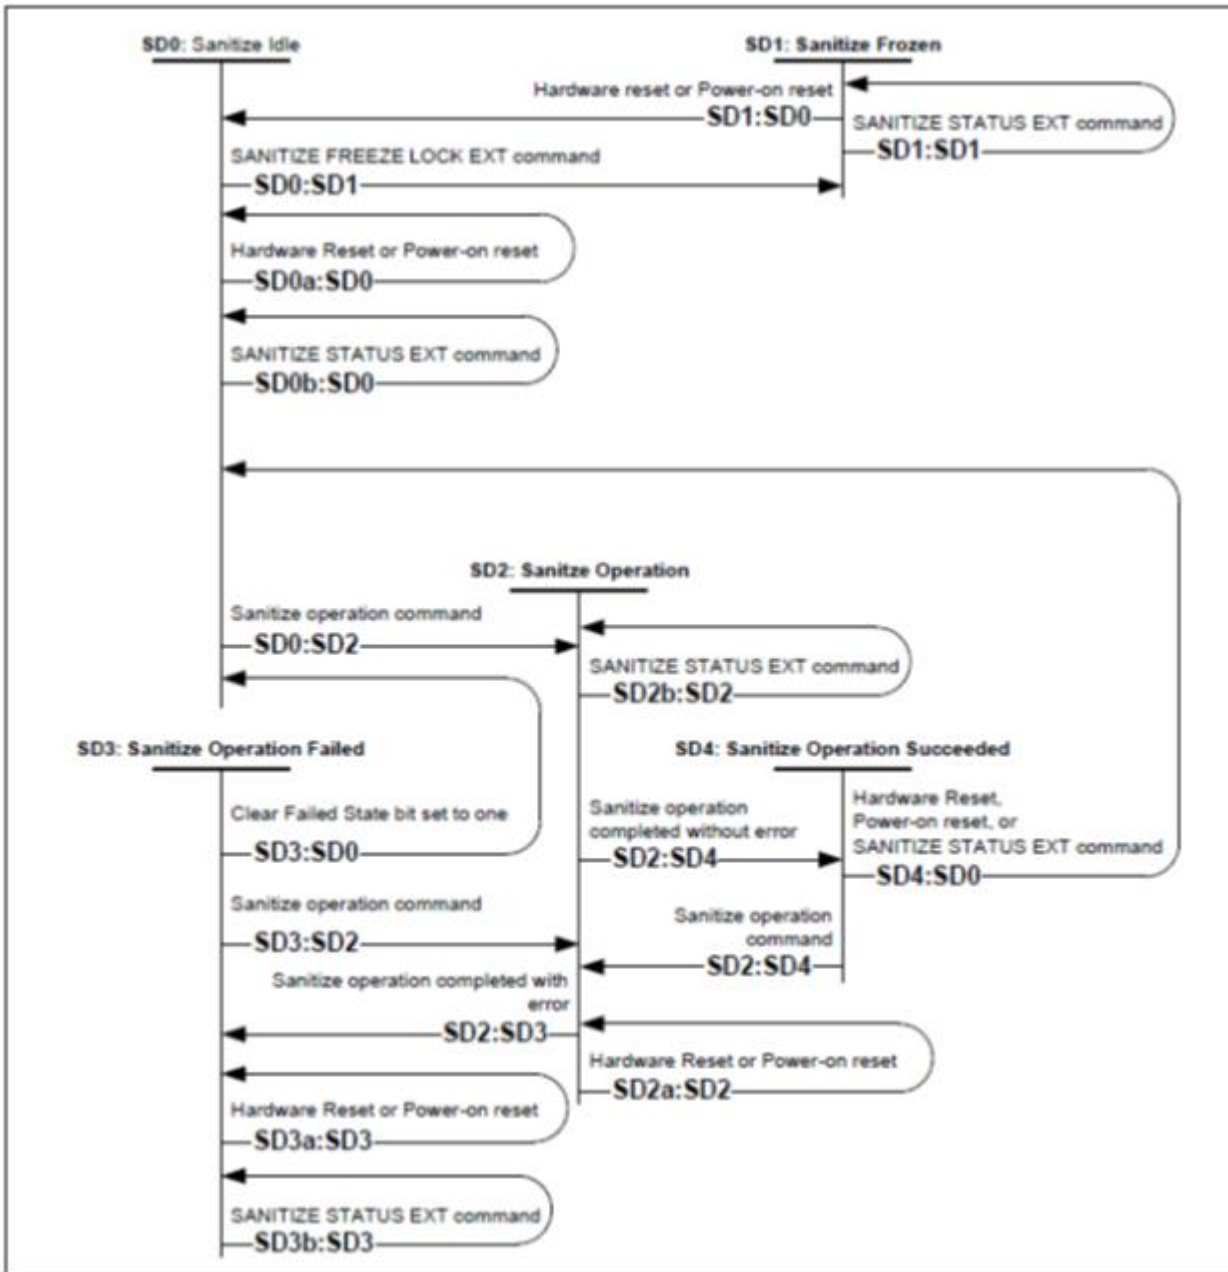 SD0: Sanitize Idle
SD1: Sanitize Frozen
Hardware reset or Power-on reset
SD1:SD0
SANITIZE STATUS EXT command
SD1:SD1
SANITIZE FREEZE LOCK EXT command
SD0:SD1
Hardware Reset or Power-on reset
SD0a:SD0
SANITIZE STATUS EXT command
SD0b:SD0
SD2: Sanitze Operation
Sanitize operation command
SD0:SD2
SANITIZE STATUS EXT command
SD2b:SD2
SD3: Sanitize Operation Failed
SD4: Sanitize Operation Succeeded
Clear Failed State bit set to one
SD3:SD0
Sanitize operation
completed without error
SD2:SD4
Hardware Reset,
Power-on reset, or
SANITIZE STATUS EXT command
SD4:SD0
Sanitize operation command
SD3:SD2
Sanitize operation
command
SD2:SD4
Sanitize operation completed with
error
SD2:SD3
Hardware Reset or Power-on reset
SD2a:SD2
Hardware Reset or Power-on reset
SD3a:SD3
SANITIZE STATUS EXT command
SD3b:SD3